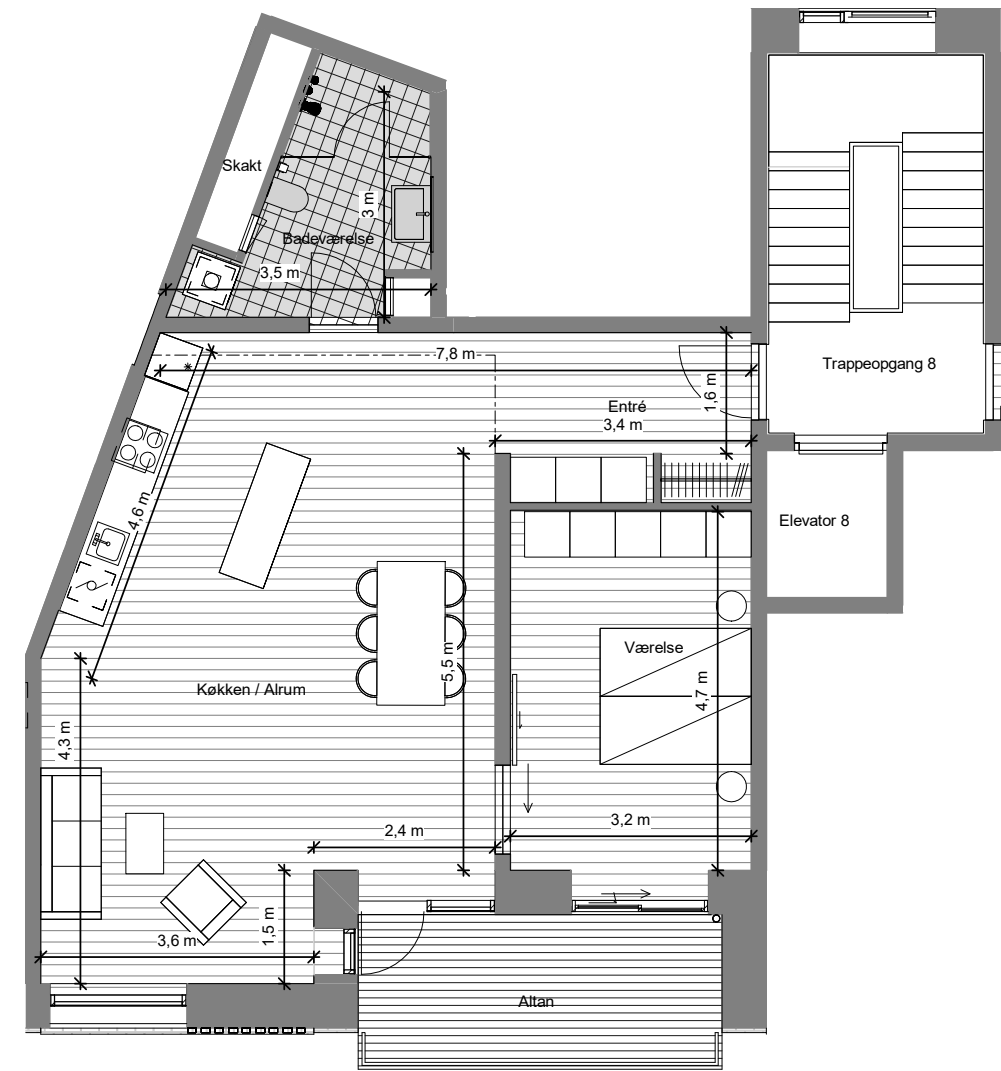 Skakt
3 m
Badeværelse
3,5 m
7,8 m
Trappeopgang 8
1,6 m
Entré
3,4 m
4,6 m
Elevator 8
Værelse
5,5 m
4,7 m
Køkken / Alrum
4,3 m
2,4 m
3,2 m
1,5 m
3,6 m
Altan